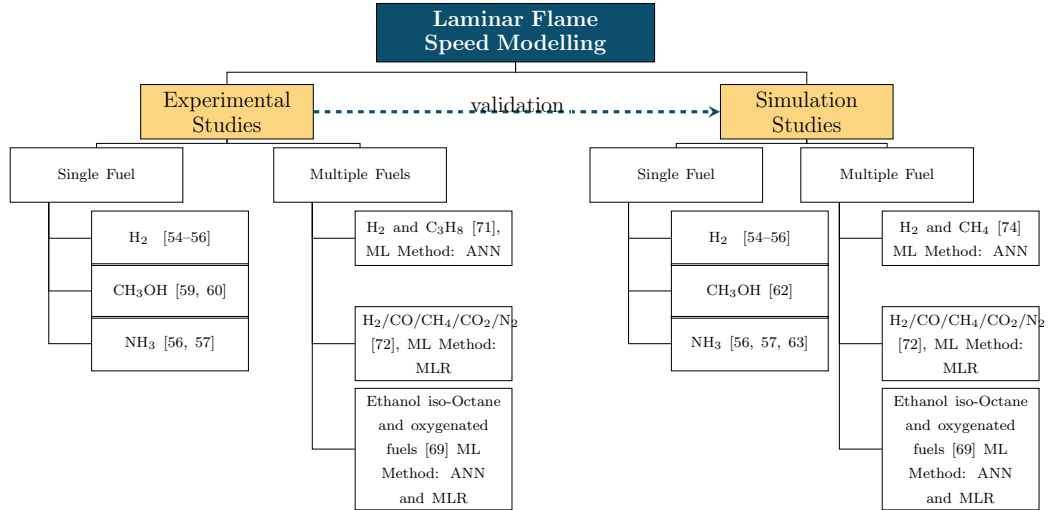 Laminar Flame
Speed Modelling
Experimental
Studies
validation
Simulation
Studies
Single Fuel
Multiple Fuels
Single Fuel
Multiple Fuel
H₂ [54–56]
CH₃OH [59, 60]
NH₃ [56, 57]
H₂ and C₃H₈ [71],
ML Method: ANN
H₂/CO/CH₄/CO₂/N₂
[72], ML Method:
MLR
Ethanol iso-Octane
and oxygenated
fuels [69] ML
Method: ANN
and MLR
H₂ [54–56]
CH₃OH [62]
NH₃ [56, 57, 63]
H₂ and CH₄ [74]
ML Method: ANN
H₂/CO/CH₄/CO₂/N₂
[72], ML Method:
MLR
Ethanol iso-Octane
and oxygenated
fuels [69] ML
Method: ANN
and MLR